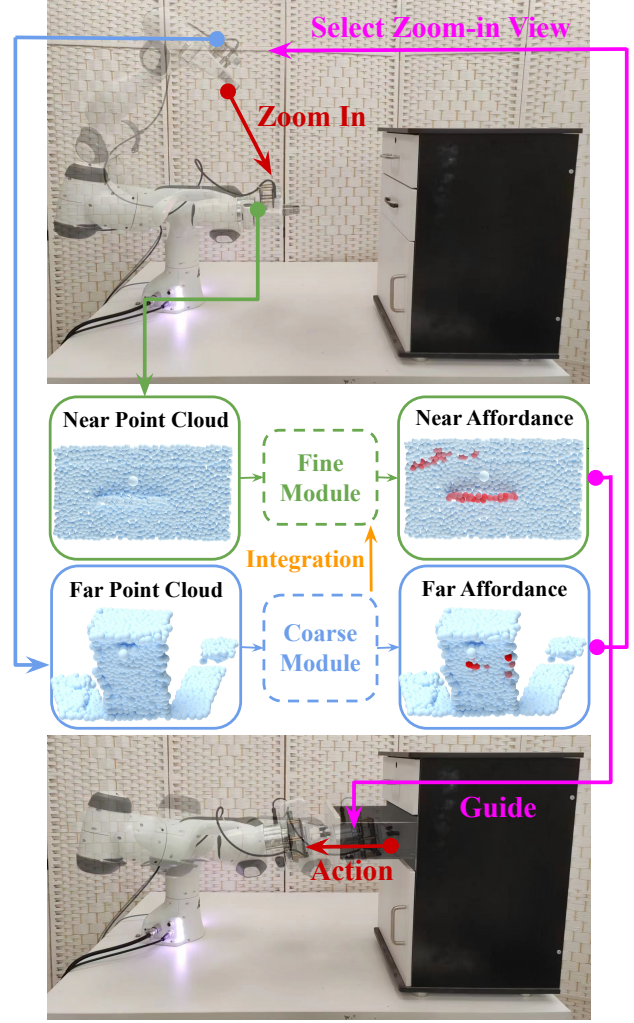 Select Zoom-in View
Zoom In
Near Point Cloud
Fine
Module
Near Affordance
Integration
Far Point Cloud
Coarse
Module
Far Affordance
Guide
Action